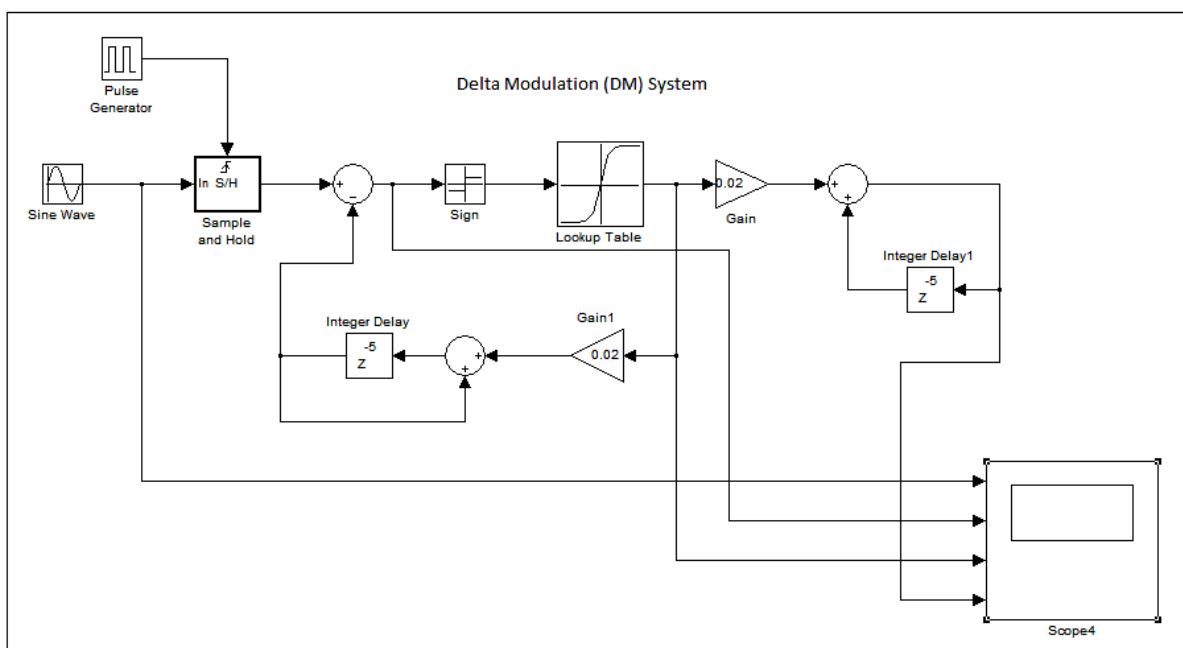 Delta Modulation (DM) System
Pulse
Generator
Sine Wave
In S/H
Sample
and Hold
+
−
Sign
Lookup Table
0.02
Gain
+
+
Integer Delay1
-5
Z
Integer Delay
-5
Z
+
+
Gain1
0.02
Scope4